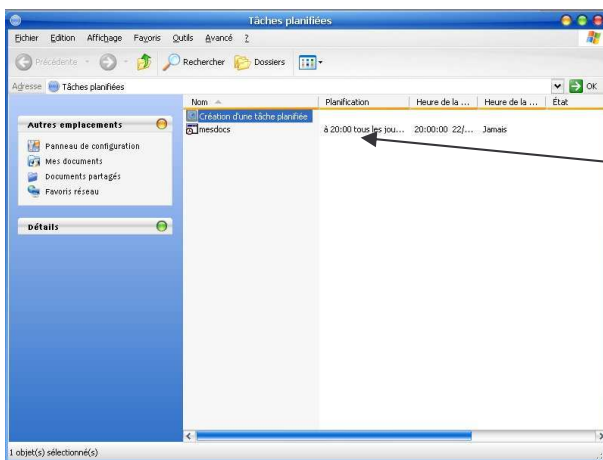 Tâches planifiées
Fichier Edition Affichage Favoris Outils Avancé ?
Précédente Rechercher Dossiers
Adresse Tâches planifiées OK
Nom Planification Heure de la ... Heure de la ... État
Création d'une tâche planifiée
mesdocs à 20:00 tous les jou... 20:00:00 22/... Jamais
Autres emplacements
Panneau de configuration
Mes documents
Documents partagés
Favoris réseau
Détails
1 objet(s) sélectionné(s)